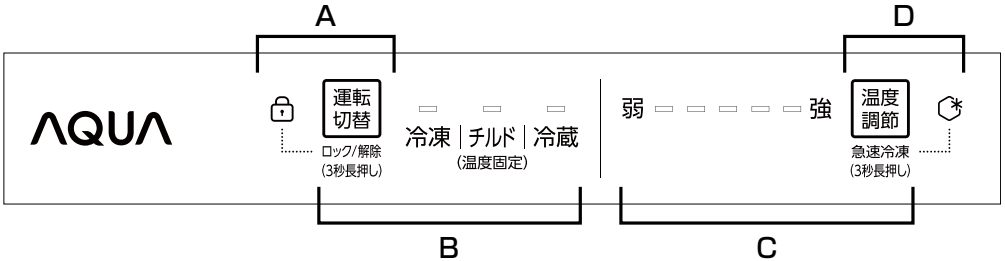 A
D
AQUA
運転
切替
ロック/解除
(3秒長押し)
冷凍|チルド|冷蔵
(温度固定)
弱
強
温度
調節
急速冷凍
(3秒長押し)
B
C